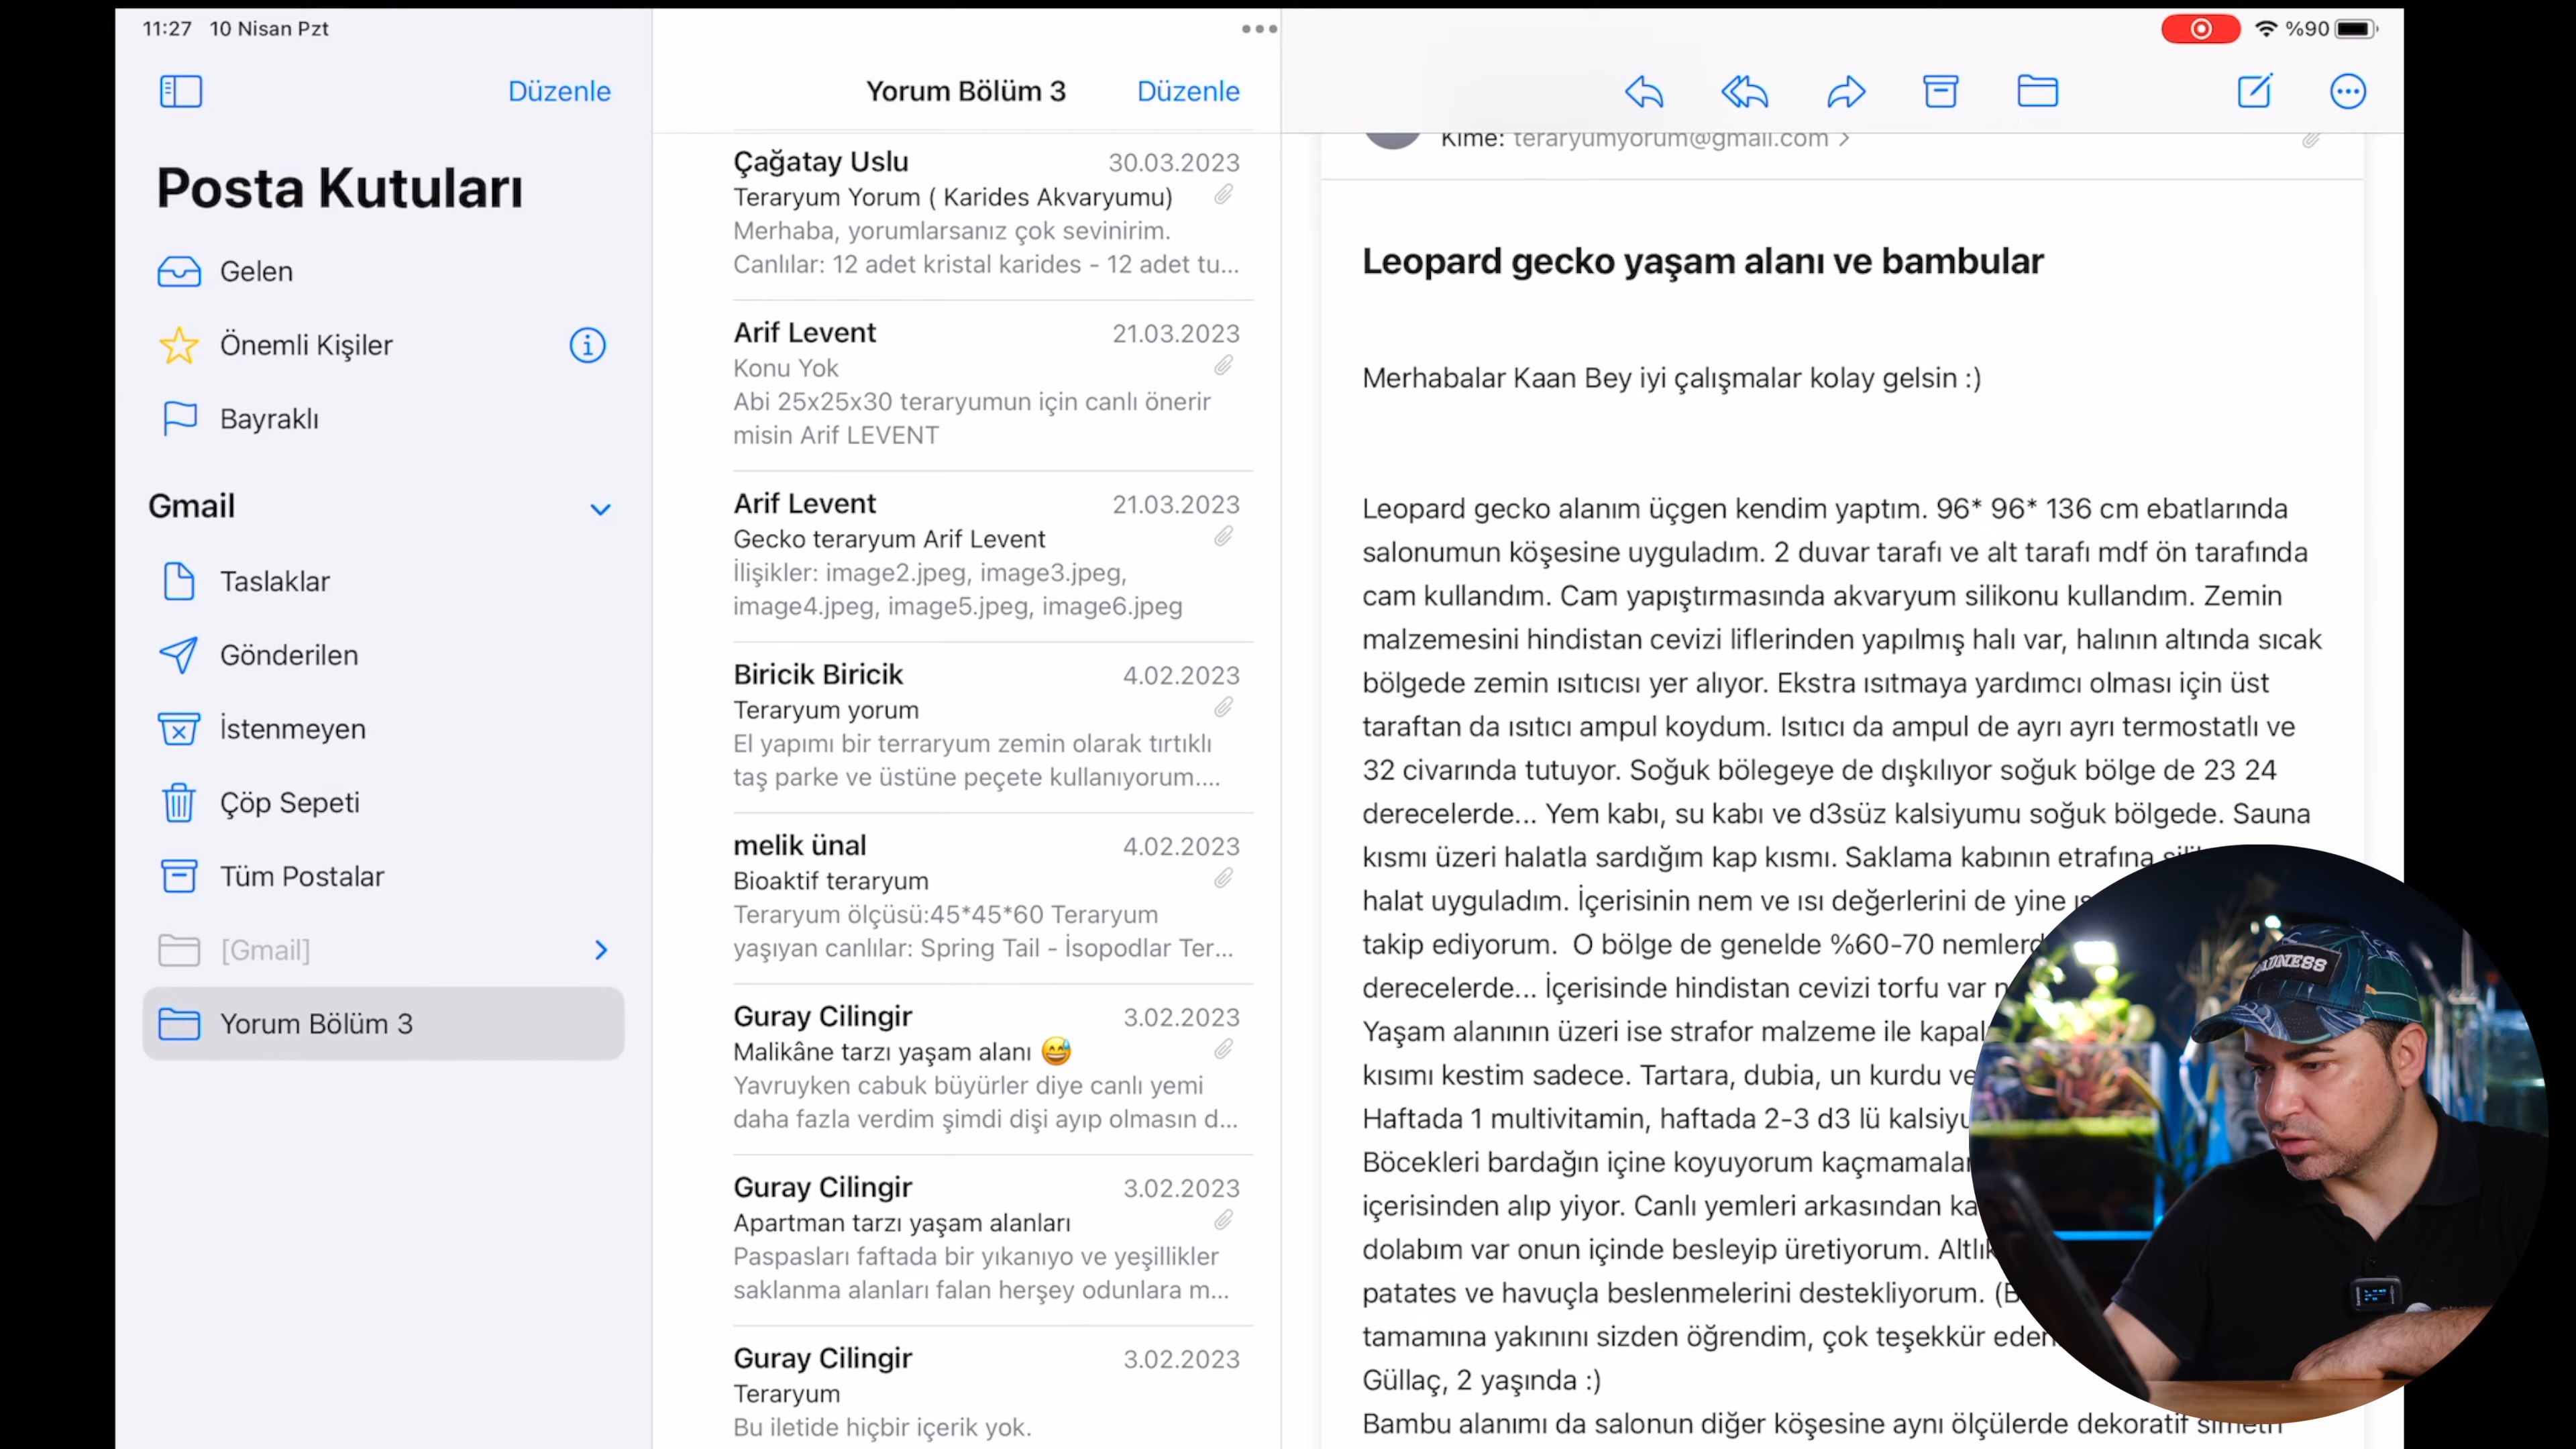 11:27 10 Nisan Pzt
%90
Düzenle
Posta Kutuları
Gelen
Önemli Kişiler
Bayraklı
Gmail
Taslaklar
Gönderilen
İstenmeyen
Çöp Sepeti
Tüm Postalar
[Gmail]
Yorum Bölüm 3
Yorum Bölüm 3
Düzenle
Çağatay Uslu 30.03.2023
Teraryum Yorum ( Karides Akvaryumu)
Merhaba, yorumlarsanız çok sevinirim.
Canlılar: 12 adet kristal karides - 12 adet tu...
Arif Levent 21.03.2023
Konu Yok
Abi 25x25x30 teraryumun için canlı önerir
misin Arif LEVENT
Arif Levent 21.03.2023
Gecko teraryum Arif Levent
İlişikler: image2.jpeg, image3.jpeg,
image4.jpeg, image5.jpeg, image6.jpeg
Biricik Biricik 4.02.2023
Teraryum yorum
El yapımı bir terraryum zemin olarak tırtıklı
taş parke ve üstüne peçete kullanıyorum....
melik ünal 4.02.2023
Bioaktif teraryum
Teraryum ölçüsü:45*45*60 Teraryum
yaşıyan canlılar: Spring Tail - İsopodlar Ter...
Guray Cilingir 3.02.2023
Malikâne tarzı yaşam alanı 😅
Yavruyken cabuk büyürler diye canlı yemi
daha fazla verdim şimdi dişi ayıp olmasın d...
Guray Cilingir 3.02.2023
Apartman tarzı yaşam alanları
Paspasları faftada bir yıkanıyo ve yeşillikler
saklanma alanları falan herşey odunlara m...
Guray Cilingir 3.02.2023
Teraryum
Bu iletide hiçbir içerik yok.
Kime: teraryumyorum@gmail.com
Leopard gecko yaşam alanı ve bambular
Merhabalar Kaan Bey iyi çalışmalar kolay gelsin :)
Leopard gecko alanım üçgen kendim yaptım. 96* 96* 136 cm ebatlarında
salonumun köşesine uyguladım. 2 duvar tarafı ve alt tarafı mdf ön tarafında
cam kullandım. Cam yapıştırmasında akvaryum silikonu kullandım. Zemin
malzemesini hindistan cevizi liflerinden yapılmış halı var, halının altında sıcak
bölgede zemin ısıtıcısı yer alıyor. Ekstra ısıtmaya yardımcı olması için üst
taraftan da ısıtıcı ampul koydum. Isıtıcı da ampul de ayrı ayrı termostatlı ve
32 civarında tutuyor. Soğuk bölegeye de dışkılıyor soğuk bölge de 23 24
derecelerde... Yem kabı, su kabı ve d3süz kalsiyumu soğuk bölgede. Sauna
kısmı üzeri halatla sardığım kap kısmı. Saklama kabının etrafına
halat uyguladım. İçerisinin nem ve ısı değerlerini de yine
takip ediyorum. O bölge de genelde %60-70
derecelerde... İçerisinde hindistan cevizi torfu var
Yaşam alanının üzeri ise strafor malzeme ile
kısımı kestim sadece. Tartara, dubia, un kurdu ve
Haftada 1 multivitamin, haftada 2-3 d3 lü
Böcekleri bardağın içine koyuyorum
içerisinden alıp yiyor. Canlı yemleri arkasından
dolabım var onun içinde besleyip üretiyorum.
patates ve havuçla beslenmelerini destekliyorum.
tamamına yakınını sizden öğrendim, çok teşekkür
Güllaç, 2 yaşında :)
Bambu alanımı da salonun diğer köşesine aynı ölçülerde dekoratif